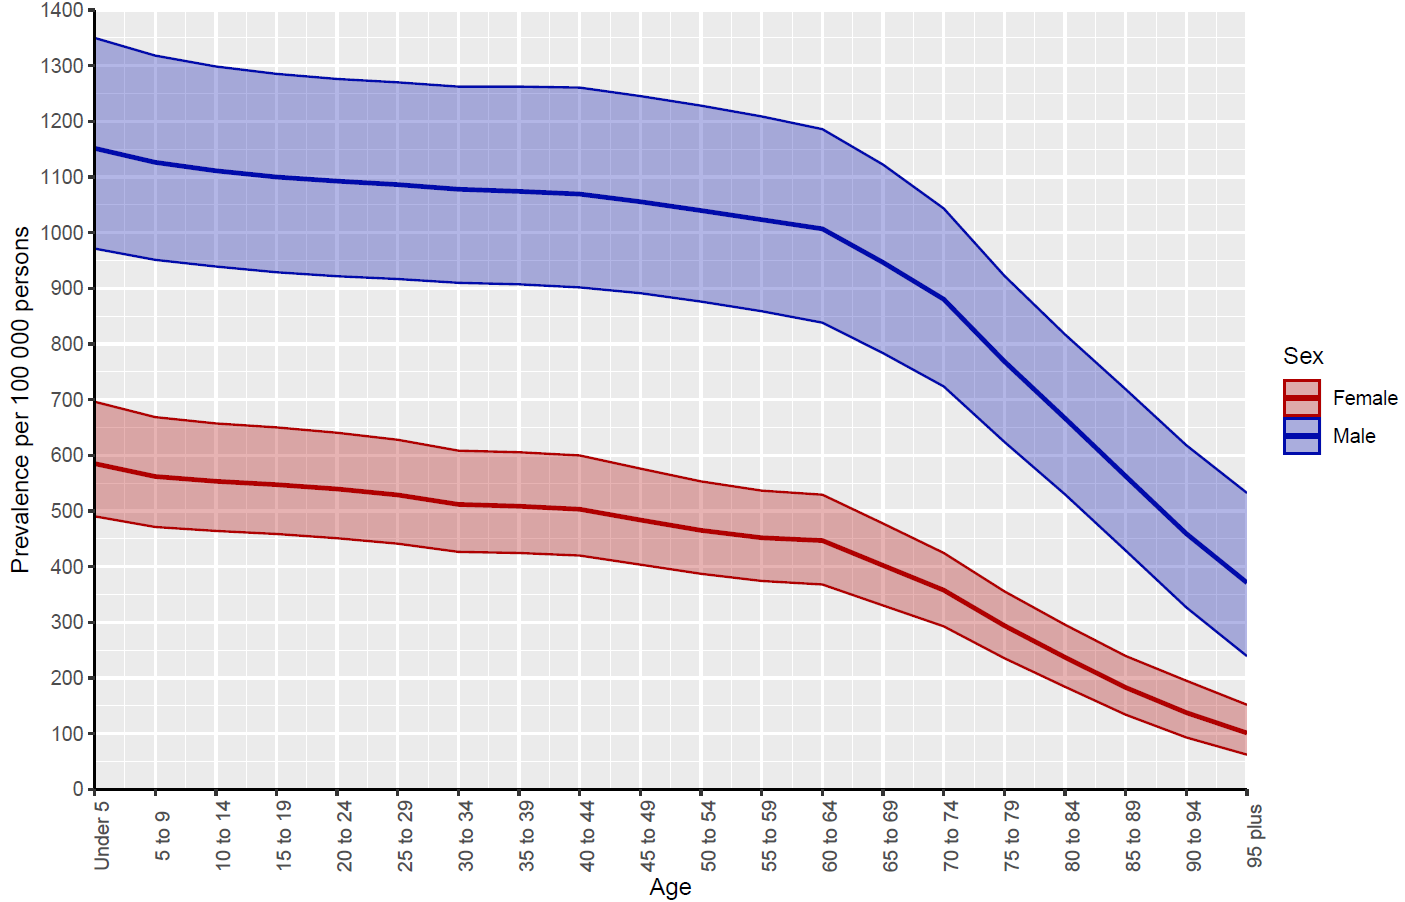 Prevalence per 100 000 persons
1400
1300
1200
1100
1000
900
800
700
600
500
400
300
200
100
0
Under 5
5 to 9
10 to 14
15 to 19
20 to 24
25 to 29
30 to 34
35 to 39
40 to 44
45 to 49
50 to 54
55 to 59
60 to 64
65 to 69
70 to 74
75 to 79
80 to 84
85 to 89
90 to 94
95 plus
Age
Sex
Female
Male